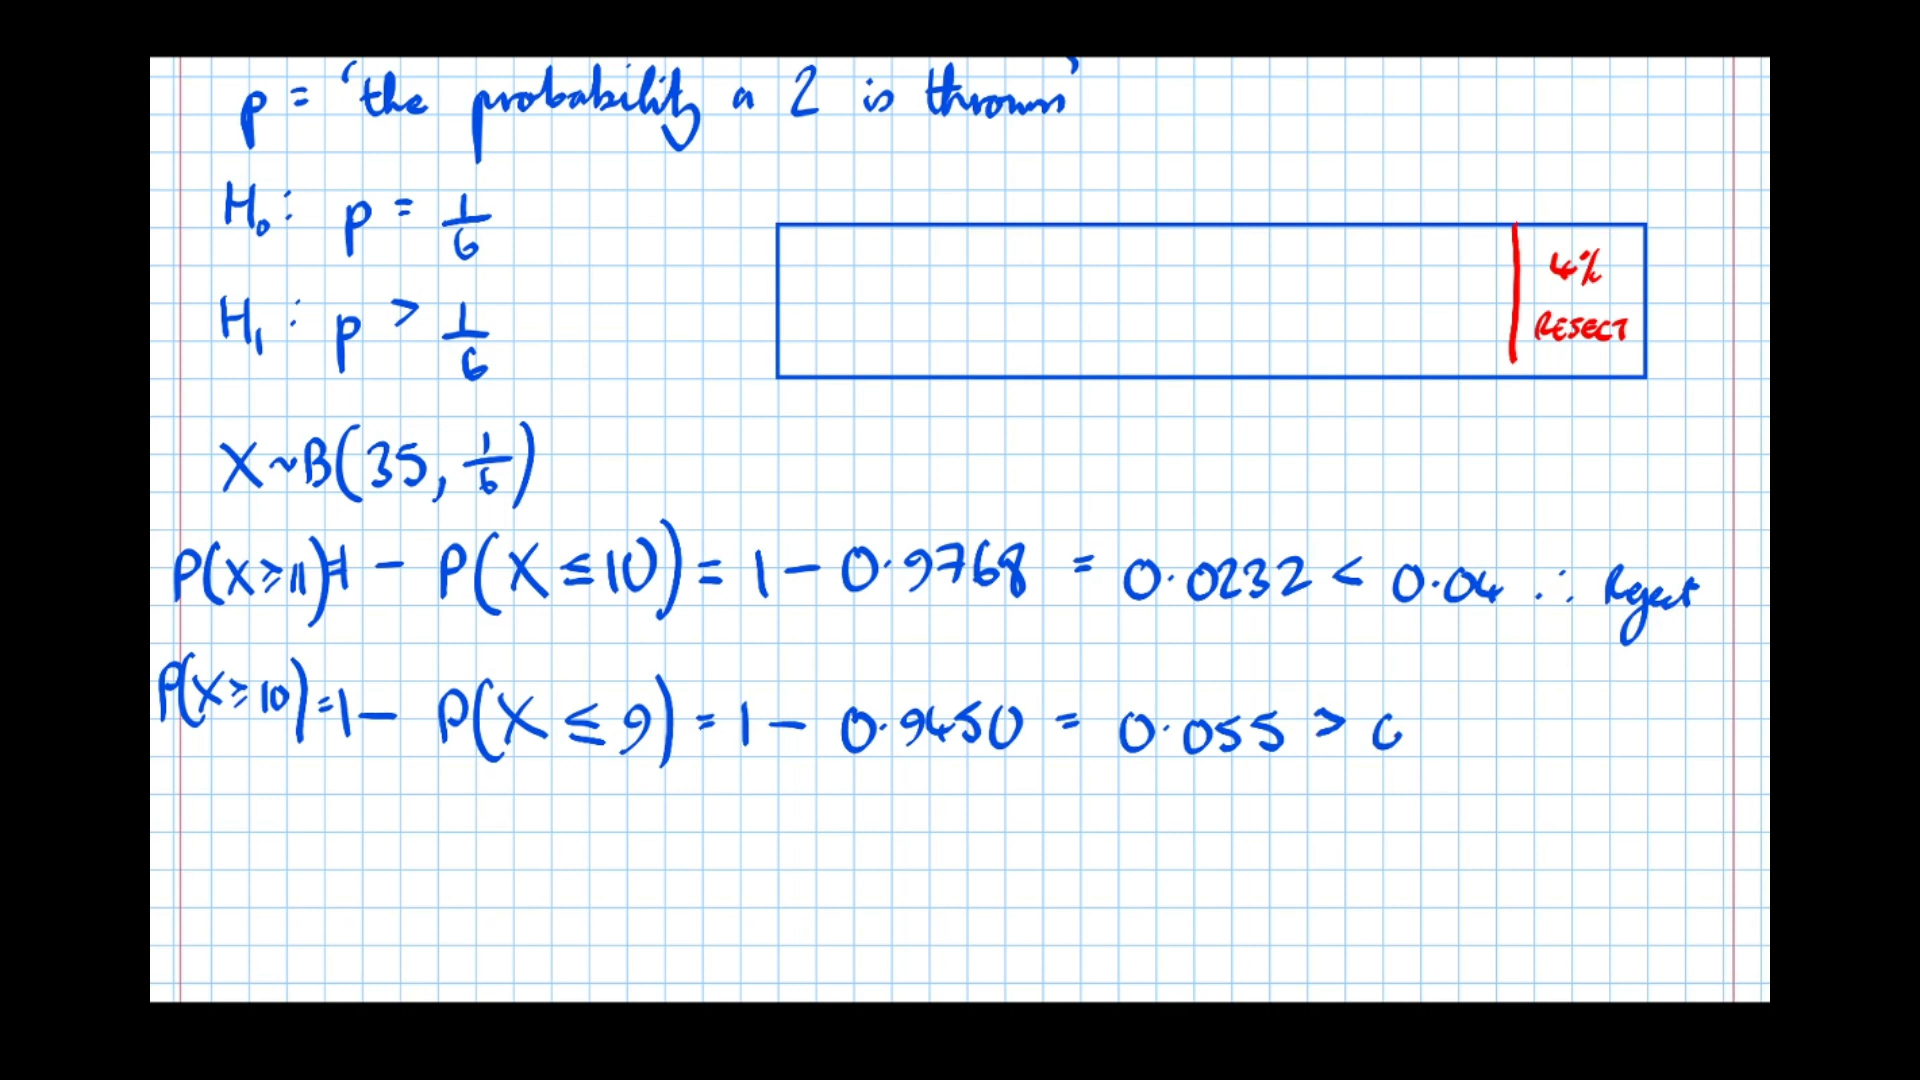 p = ‘the probability a 2 is thrown’
H₀: p = 1/6
H₁: p > 1/6
4%
REJECT
X~B(35, 1/6)
P(X≥11)=1 - P(X≤10) = 1 - 0.9768 = 0.0232 < 0.04 ∴ Reject
P(X≥10)=1 - P(X≤9) = 1 - 0.9450 = 0.055 > 0